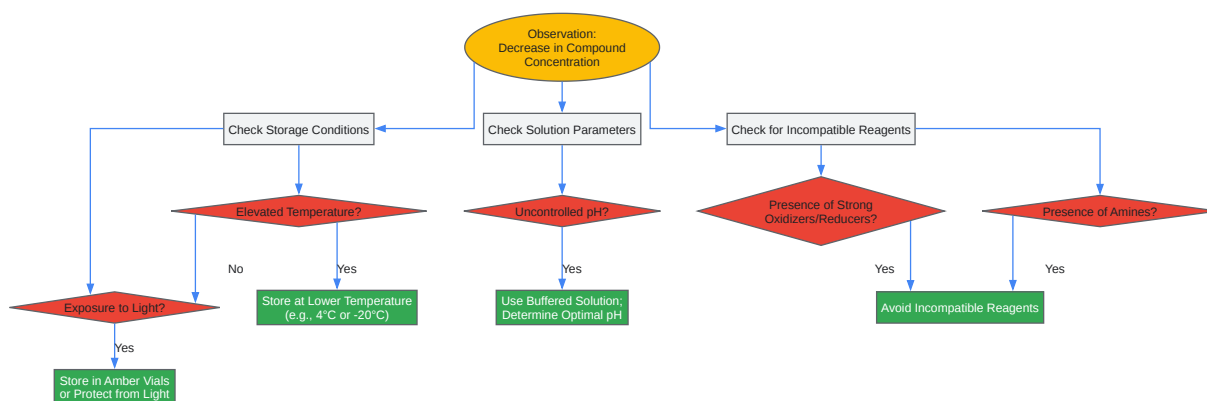 Observation:
Decrease in Compound
Concentration
Check Storage Conditions
Check Solution Parameters
Check for Incompatible Reagents
Elevated Temperature?
Uncontrolled pH?
Presence of Strong
Oxidizers/Reducers?
Presence of Amines?
No
Yes
Yes
Yes
Yes
Exposure to Light?
Store at Lower Temperature
(e.g., 4°C or -20°C)
Use Buffered Solution;
Determine Optimal pH
Avoid Incompatible Reagents
Yes
Store in Amber Vials
or Protect from Light